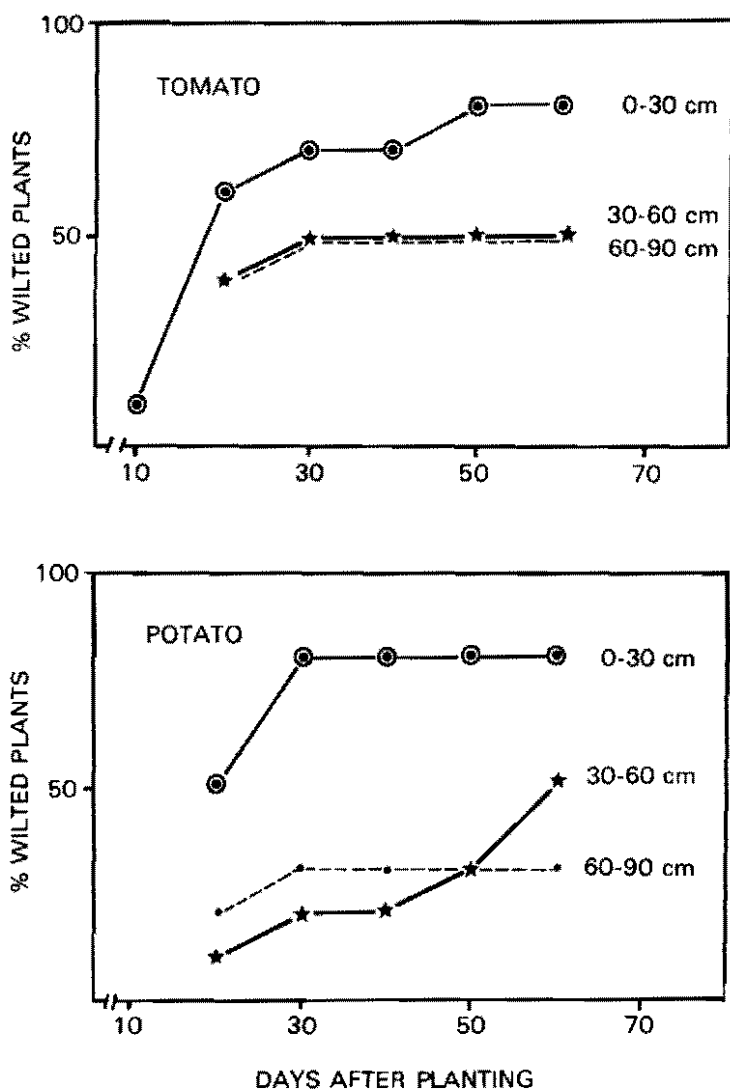 100
TOMATO
0-30 cm
30-60 cm
50
60-90 cm
% WILTED PLANTS
10 30 50 70
100
POTATO
0-30 cm
30-60 cm
50
60-90 cm
% WILTED PLANTS
10 30 50 70
DAYS AFTER PLANTING